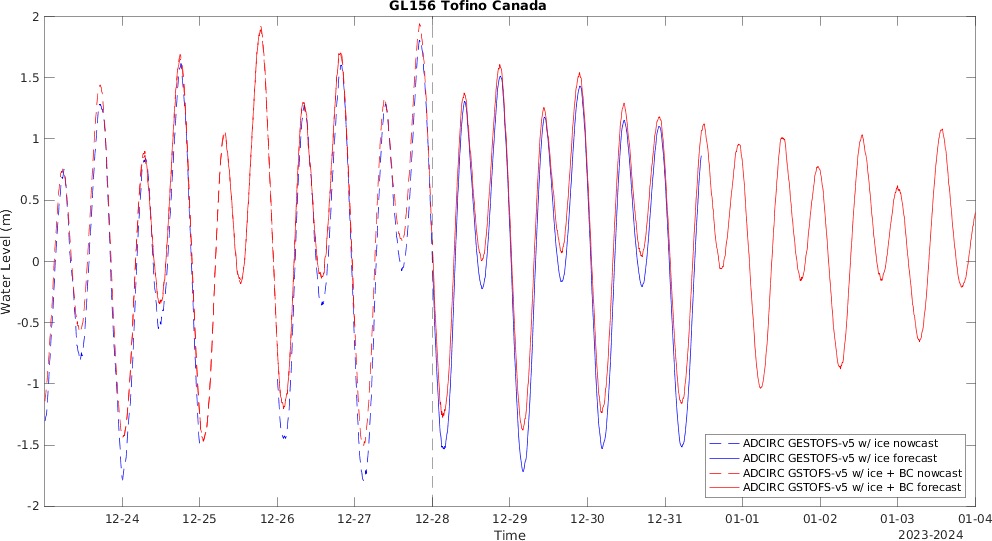 GL156 Tofino Canada
2
1.5
1
0.5
0
-0.5
-1
-1.5
-2
Water Level (m)
ADCIRC GESTOFS-v5 w/ ice nowcast
ADCIRC GESTOFS-v5 w/ ice forecast
ADCIRC GSTOFS-v5 w/ ice + BC nowcast
ADCIRC GSTOFS-v5 w/ ice + BC forecast
12-24 12-25 12-26 12-27 12-28 12-29 12-30 12-31 01-01 01-02 01-03 01-04
Time
2023-2024